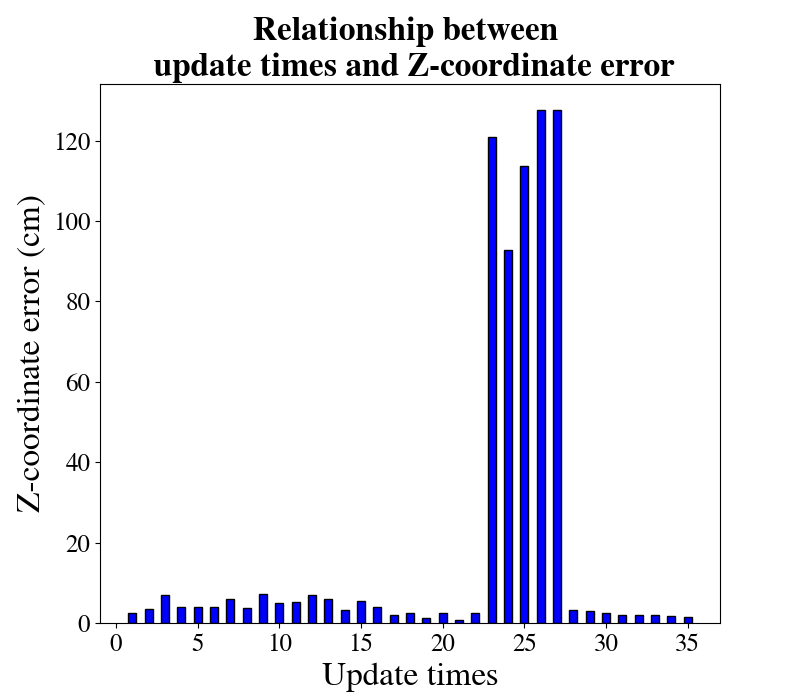 Relationship between
update times and Z-coordinate error
Z-coordinate error (cm)
120
100
80
60
40
20
0
0 5 10 15 20 25 30 35
Update times